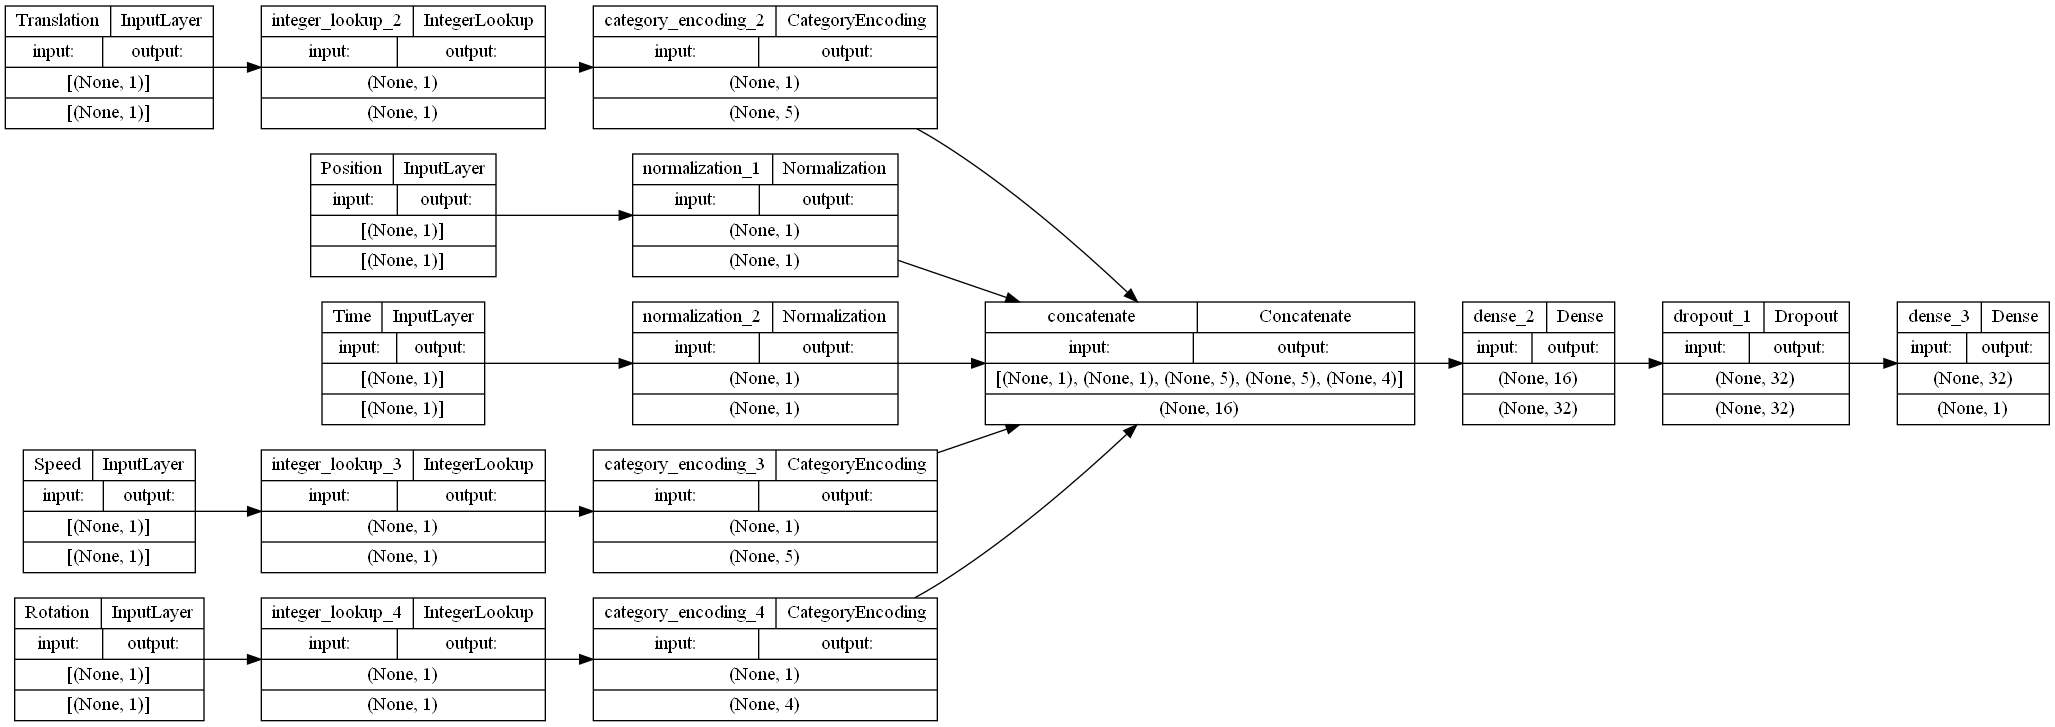 Translation InputLayer
input: output:
[(None, 1)]
[(None, 1)]
integer_lookup_2 IntegerLookup
input: output:
(None, 1)
(None, 1)
category_encoding_2 CategoryEncoding
input: output:
(None, 1)
(None, 5)
Position InputLayer
input: output:
[(None, 1)]
[(None, 1)]
normalization_1 Normalization
input: output:
(None, 1)
(None, 1)
Time InputLayer
input: output:
[(None, 1)]
[(None, 1)]
normalization_2 Normalization
input: output:
(None, 1)
(None, 1)
concatenate Concatenate
input: output:
[(None, 1), (None, 1), (None, 5), (None, 5), (None, 4)]
(None, 16)
dense_2 Dense
input: output:
(None, 16)
(None, 32)
dropout_1 Dropout
input: output:
(None, 32)
(None, 32)
dense_3 Dense
input: output:
(None, 32)
(None, 1)
Speed InputLayer
input: output:
[(None, 1)]
[(None, 1)]
integer_lookup_3 IntegerLookup
input: output:
(None, 1)
(None, 1)
category_encoding_3 CategoryEncoding
input: output:
(None, 1)
(None, 5)
Rotation InputLayer
input: output:
[(None, 1)]
[(None, 1)]
integer_lookup_4 IntegerLookup
input: output:
(None, 1)
(None, 1)
category_encoding_4 CategoryEncoding
input: output:
(None, 1)
(None, 4)